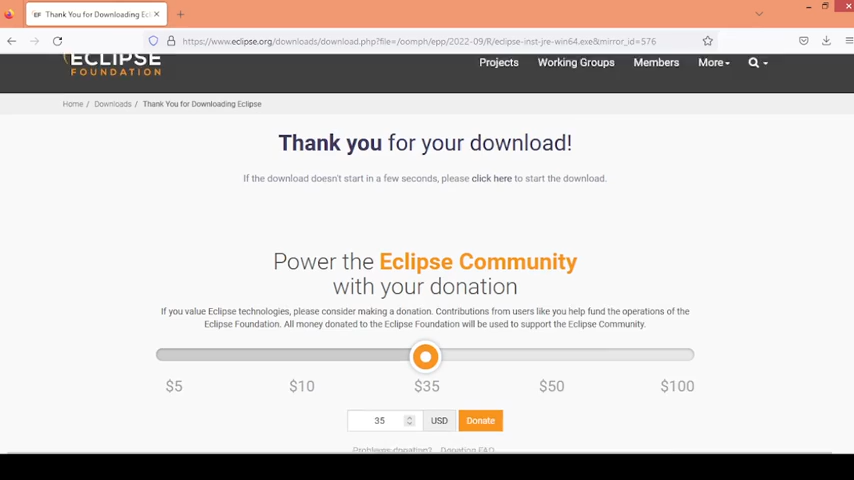 Thank You for Downloading Ecl
https://www.eclipse.org/downloads/download.php?file=/oomph/epp/2022-09/R/eclipse-inst-jre-win64.exe&mirror_id=576
ECLIPSE
FOUNDATION
Projects Working Groups Members More
Home / Downloads / Thank You for Downloading Eclipse
Thank you for your download!
If the download doesn't start in a few seconds, please click here to start the download.
Power the Eclipse Community
with your donation
If you value Eclipse technologies, please consider making a donation. Contributions from users like you help fund the operations of the
Eclipse Foundation. All money donated to the Eclipse Foundation will be used to support the Eclipse Community.
$5 $10 $35 $50 $100
35 USD Donate
Problems donating? Donation FAQ